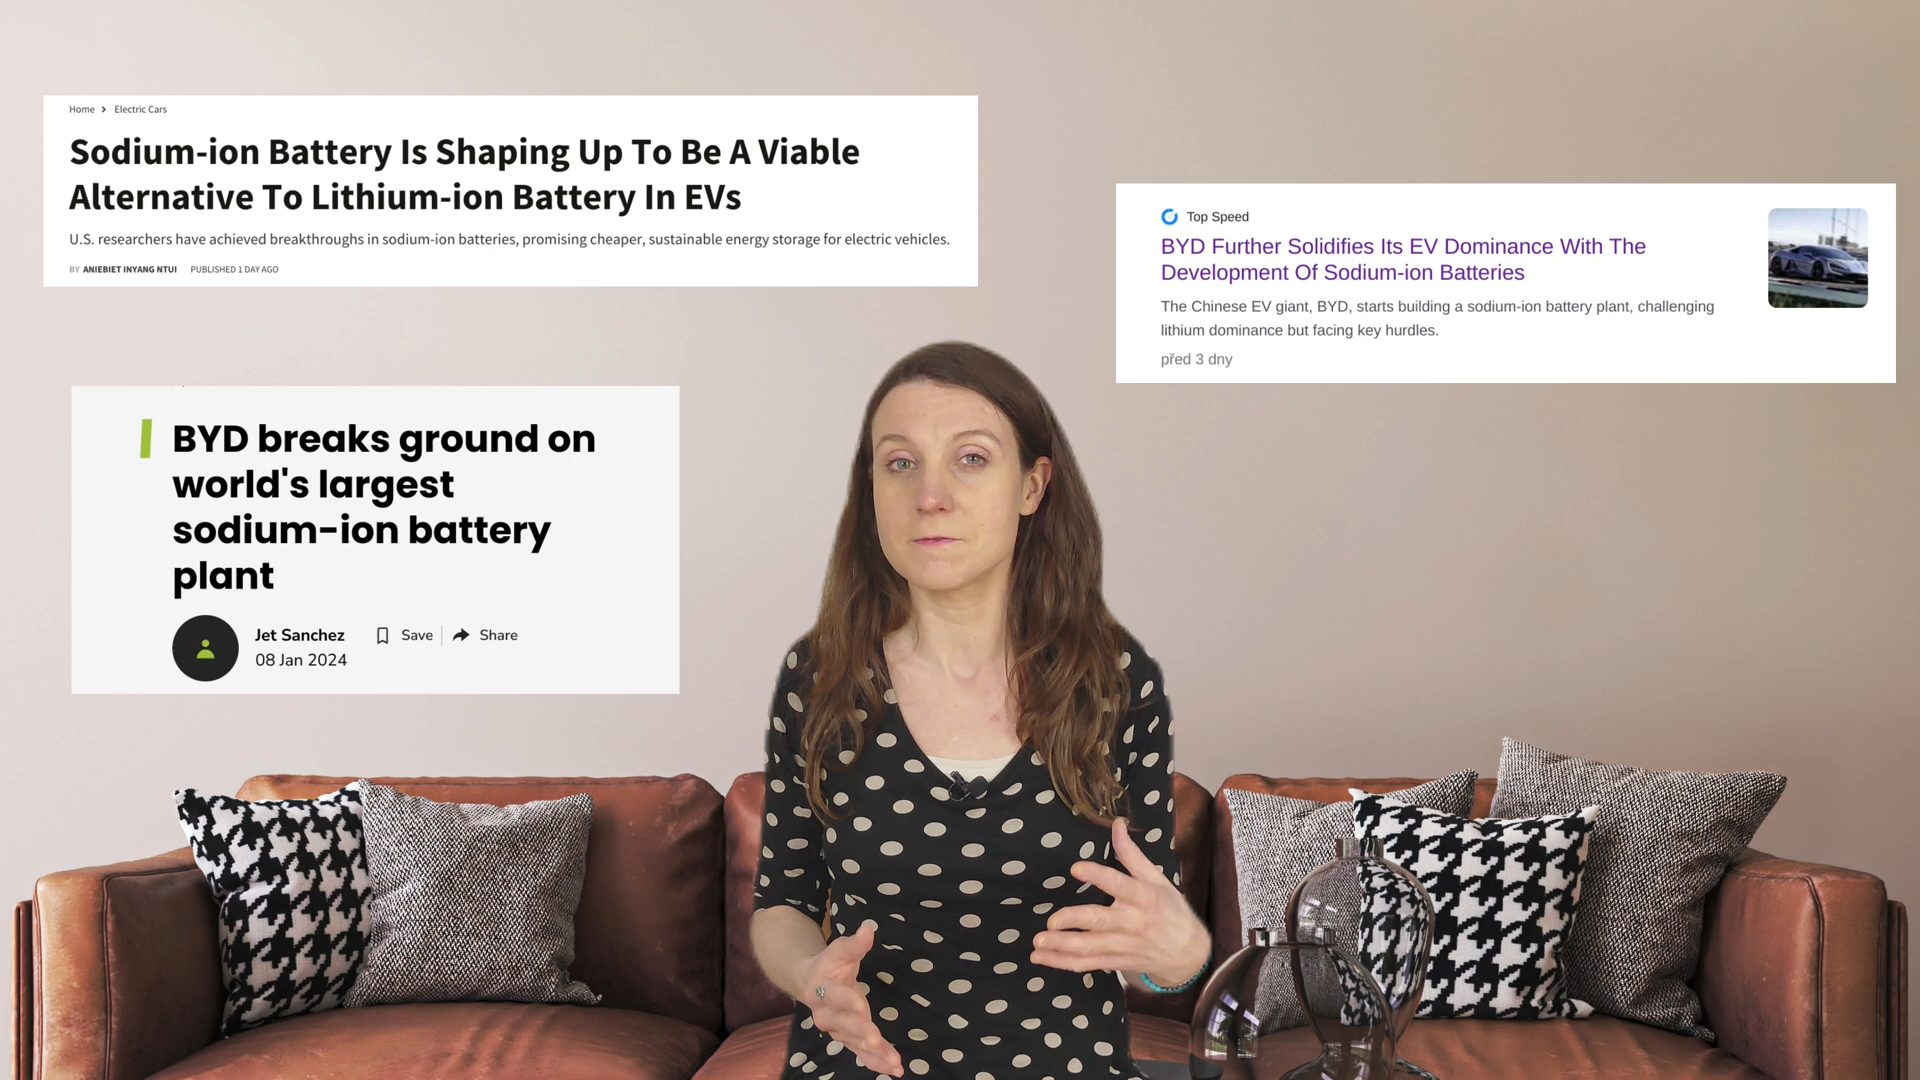 Home > Electric Cars
Sodium-ion Battery Is Shaping Up To Be A Viable
Alternative To Lithium-ion Battery In EVs
U.S. researchers have achieved breakthroughs in sodium-ion batteries, promising cheaper, sustainable energy storage for electric vehicles.
BY ANIEBIET INYANG NTUI PUBLISHED 1 DAY AGO
Top Speed
BYD Further Solidifies Its EV Dominance With The
Development Of Sodium-ion Batteries
The Chinese EV giant, BYD, starts building a sodium-ion battery plant, challenging
lithium dominance but facing key hurdles.
před 3 dny
BYD breaks ground on
world's largest
sodium-ion battery
plant
Jet Sanchez Save Share
08 Jan 2024